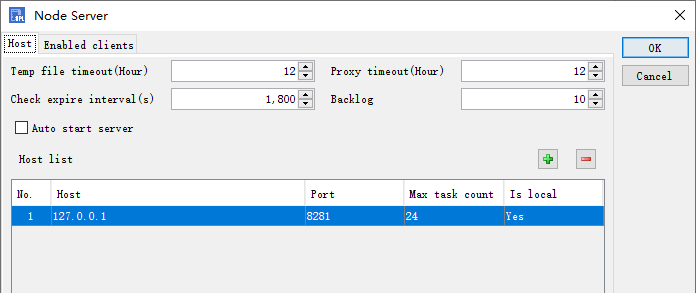 Node Server
Host Enabled clients
OK
Temp file timeout(Hour) 12 Proxy timeout(Hour) 12
Cancel
Check expire interval(s) 1,800 Backlog 10
Auto start server
Host list
No. Host Port Max task count Is local
1 127.0.0.1 8281 24 Yes